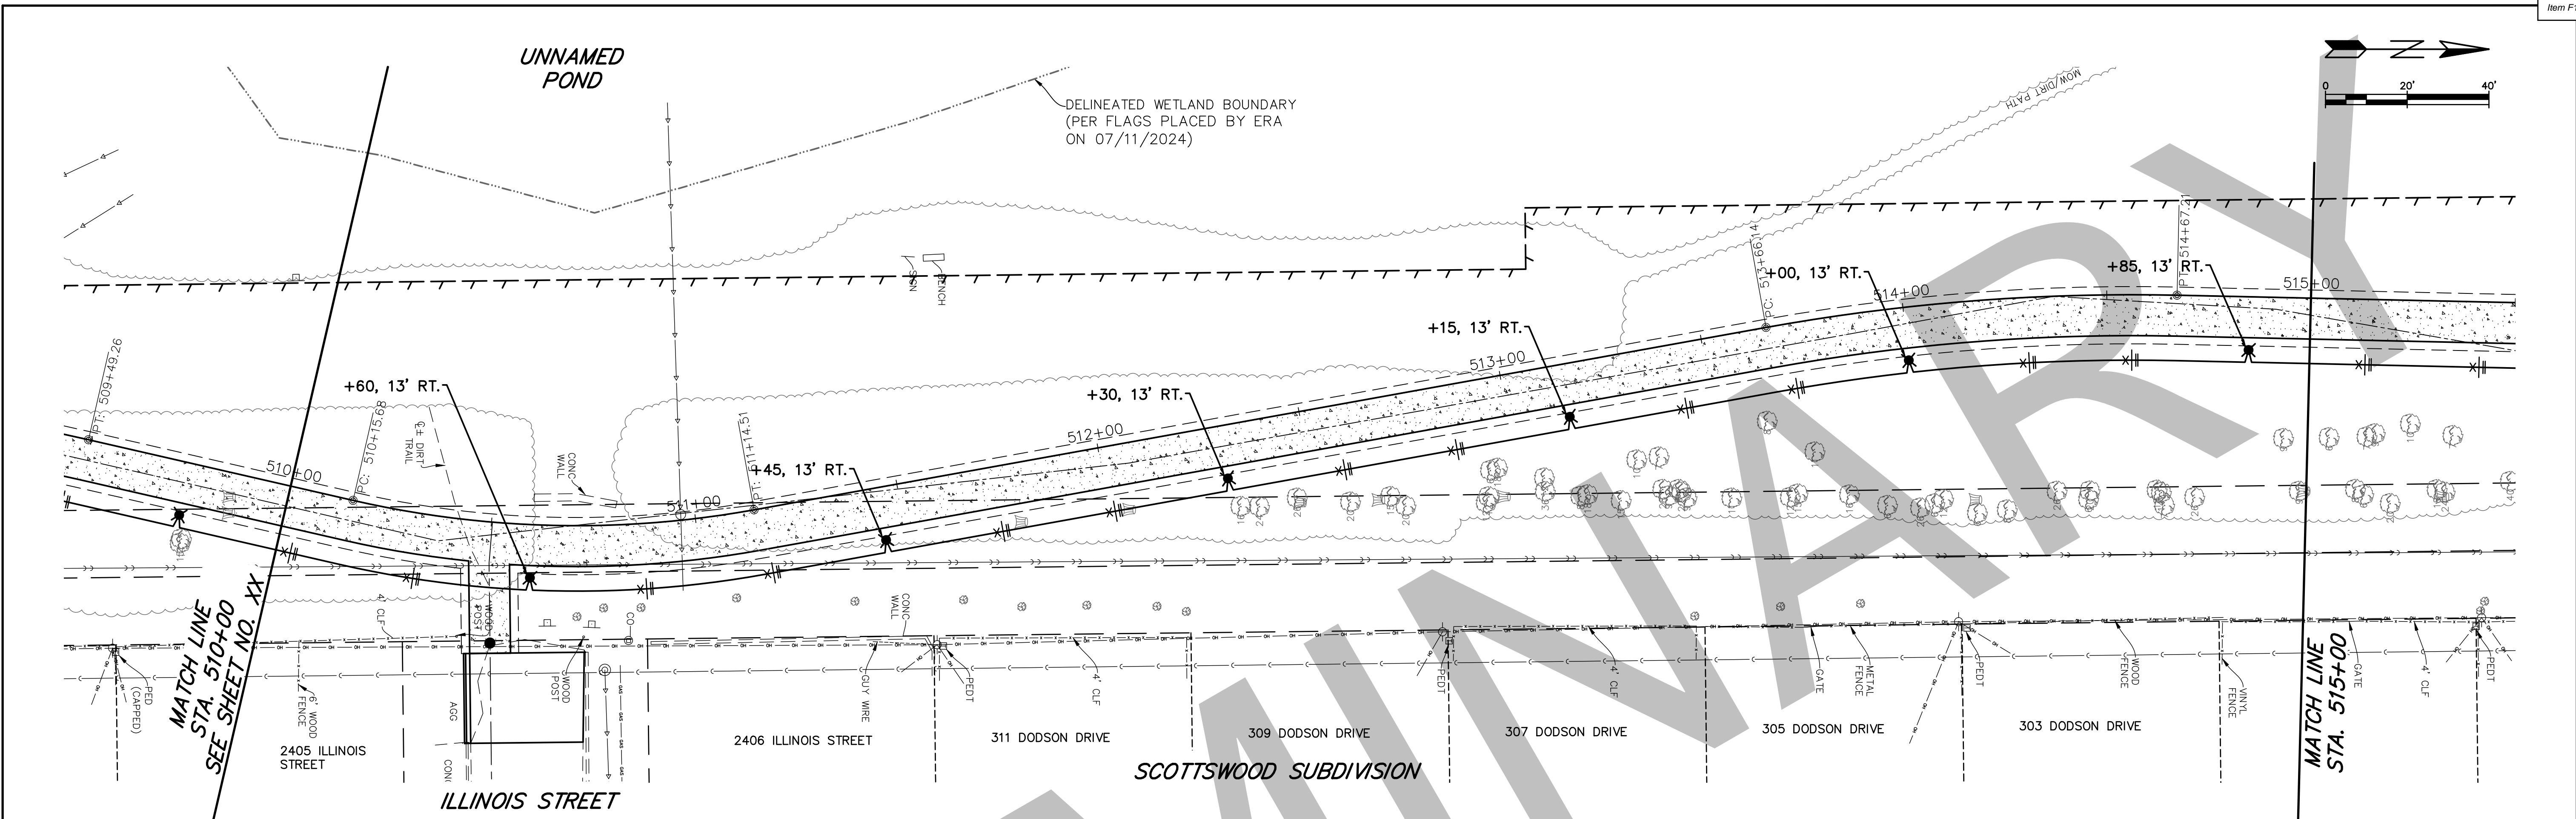 Item F1
UNNAMED
POND
0 20' 40'
DELINEATED WETLAND BOUNDARY
(PER FLAGS PLACED BY ERA
ON 07/11/2024)
MOW/DIRT PATH
SIGN
BENCH
PT: 509+49.26
510+00
PC: 510+15.68
℄± DIRT
TRAIL
+60, 13' RT.
CONC
WALL
511+00
PT: 511+14.51
+45, 13' RT.
512+00
+30, 13' RT.
513+00
+15, 13' RT.
PC: 513+66.14
+00, 13' RT.
514+00
PT: 514+67.21
+85, 13' RT.
515+00
MATCH LINE
STA. 510+00
SEE SHEET NO. XX
PED
(CAPPED)
6' WOOD
FENCE
4' CLF
WOOD
POST
AGG
CONC
WOOD
POST
CO
GAS
GUY WIRE
CONC
WALL
PEDT
4' CLF
PEDT
4' CLF
GATE
METAL
FENCE
PEDT
WOOD
FENCE
VINYL
FENCE
GATE
4' CLF
PEDT
MATCH LINE
STA. 515+00
2405 ILLINOIS
STREET
2406 ILLINOIS STREET
311 DODSON DRIVE
309 DODSON DRIVE
307 DODSON DRIVE
305 DODSON DRIVE
303 DODSON DRIVE
SCOTTSWOOD SUBDIVISION
ILLINOIS STREET
MINARY